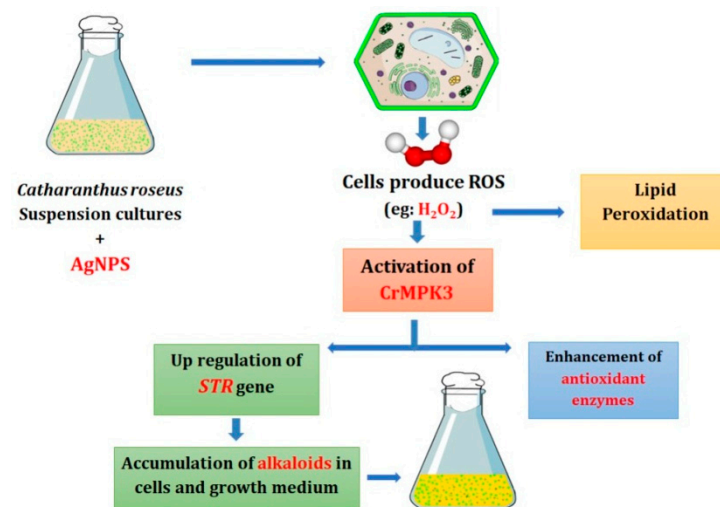 Catharanthus roseus
Suspension cultures
+
AgNPS
Cells produce ROS
(eg: H₂O₂)
Lipid
Peroxidation
Activation of
CrMPK3
Up regulation of
STR gene
Enhancement of
antioxidant
enzymes
Accumulation of alkaloids in
cells and growth medium